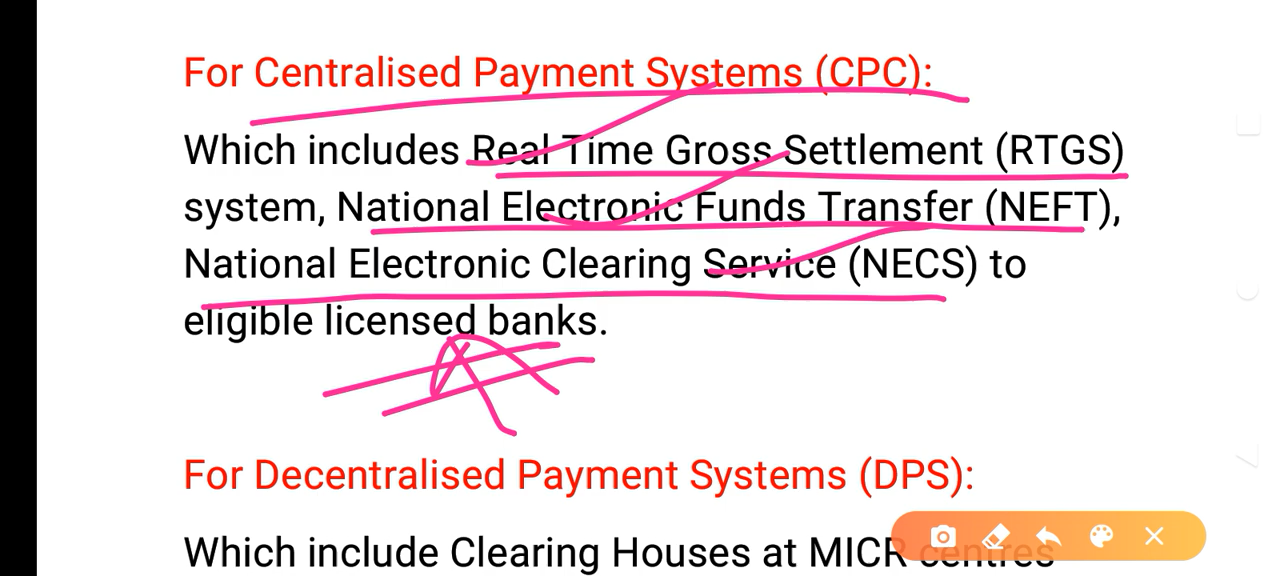 For Centralised Payment Systems (CPC):
Which includes Real Time Gross Settlement (RTGS)
system, National Electronic Funds Transfer (NEFT),
National Electronic Clearing Service (NECS) to
eligible licensed banks.
For Decentralised Payment Systems (DPS):
Which include Clearing Houses at MICR centres